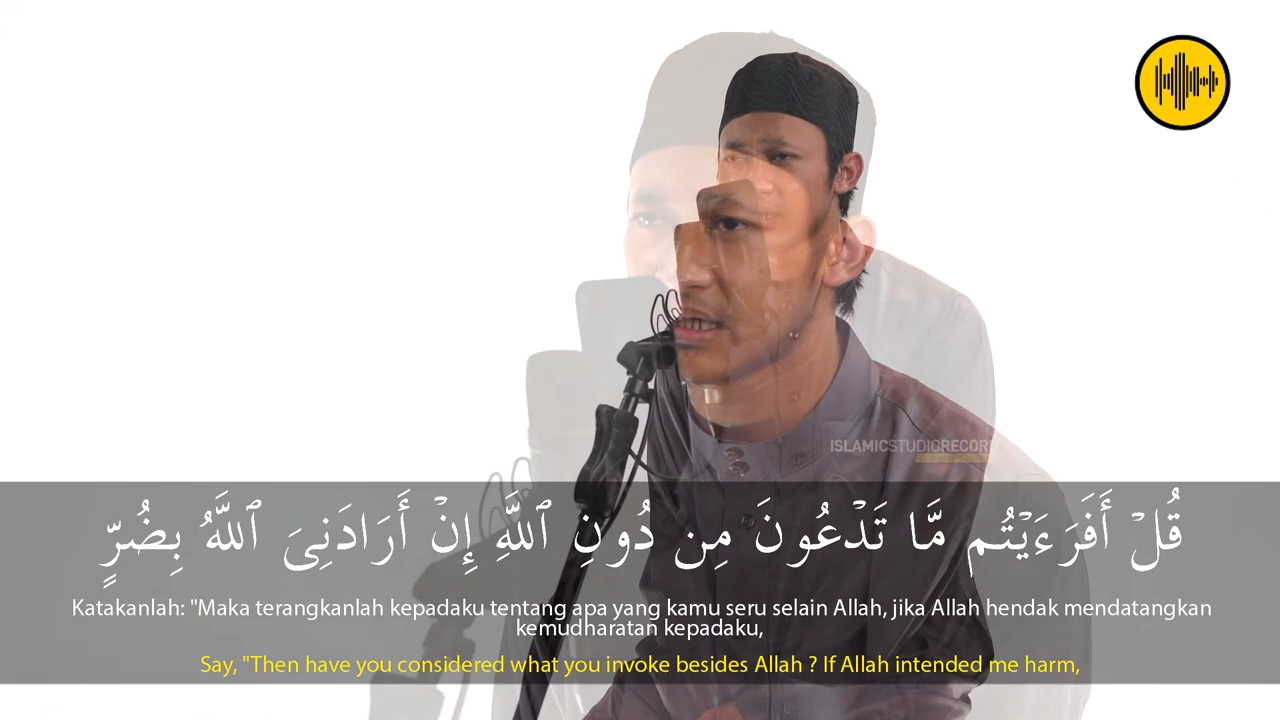 ISLAMICSTUDIORECOR
قُلْ أَفَرَءَيْتُم مَّا تَدْعُونَ مِن دُونِ ٱللَّهِ إِنْ أَرَادَنِىَ ٱللَّهُ بِضُرٍّ
Katakanlah: "Maka terangkanlah kepadaku tentang apa yang kamu seru selain Allah, jika Allah hendak mendatangkan
kemudharatan kepadaku,
Say, "Then have you considered what you invoke besides Allah ? If Allah intended me harm,